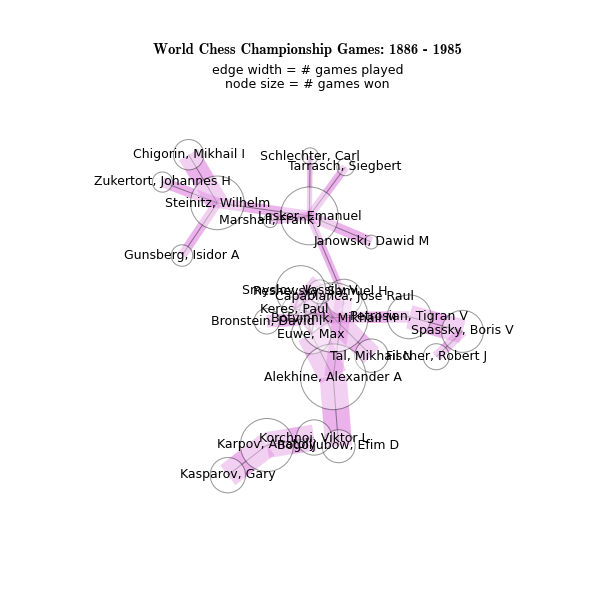 World Chess Championship Games: 1886 - 1985
edge width = # games played
node size = # games won
Chigorin, Mikhail I
Schlechter, Carl
Tarrasch, Siegbert
Zukertort, Johannes H
Steinitz, Wilhelm
Lasker, Emanuel
Marshall, Frank J
Janowski, Dawid M
Gunsberg, Isidor A
Smyslov, Vassily V
Reshevsky, Samuel H
Capablanca, Jose Raul
Keres, Paul
Botvinnik, Mikhail M
Petrosian, Tigran V
Bronstein, David
Spassky, Boris V
Euwe, Max
Tal, Mikhail N
Fischer, Robert J
Alekhine, Alexander A
Korchnoj, Viktor L
Karpov, Anatoly
Bogoljubow, Efim D
Kasparov, Gary